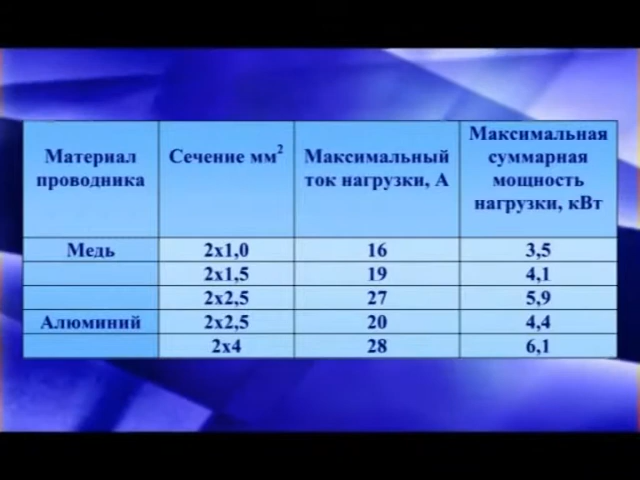 Материал проводника | Сечение мм² | Максимальный ток нагрузки, А | Максимальная суммарная мощность нагрузки, кВт
Медь | 2х1,0 | 16 | 3,5
2х1,5 | 19 | 4,1
2х2,5 | 27 | 5,9
Алюминий | 2х2,5 | 20 | 4,4
2х4 | 28 | 6,1